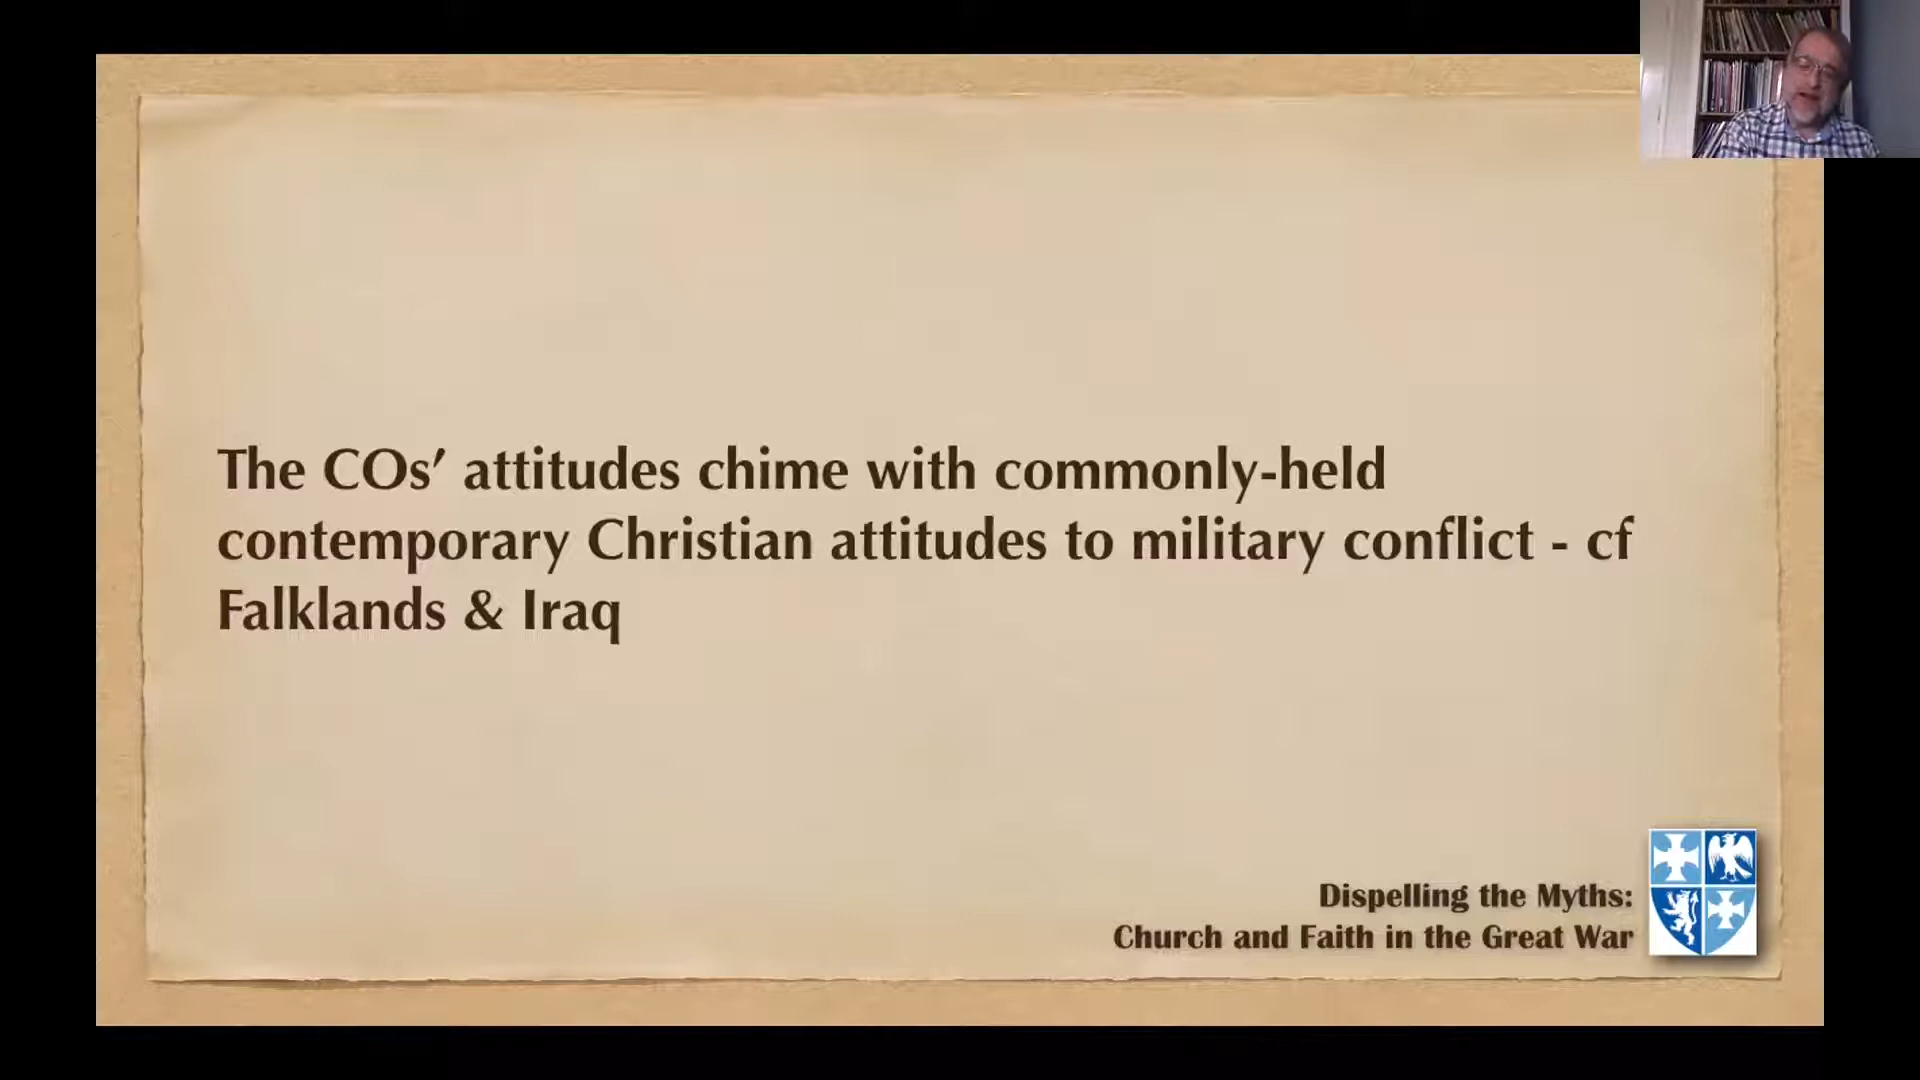 The COs’ attitudes chime with commonly-held
contemporary Christian attitudes to military conflict - cf
Falklands & Iraq
Dispelling the Myths:
Church and Faith in the Great War